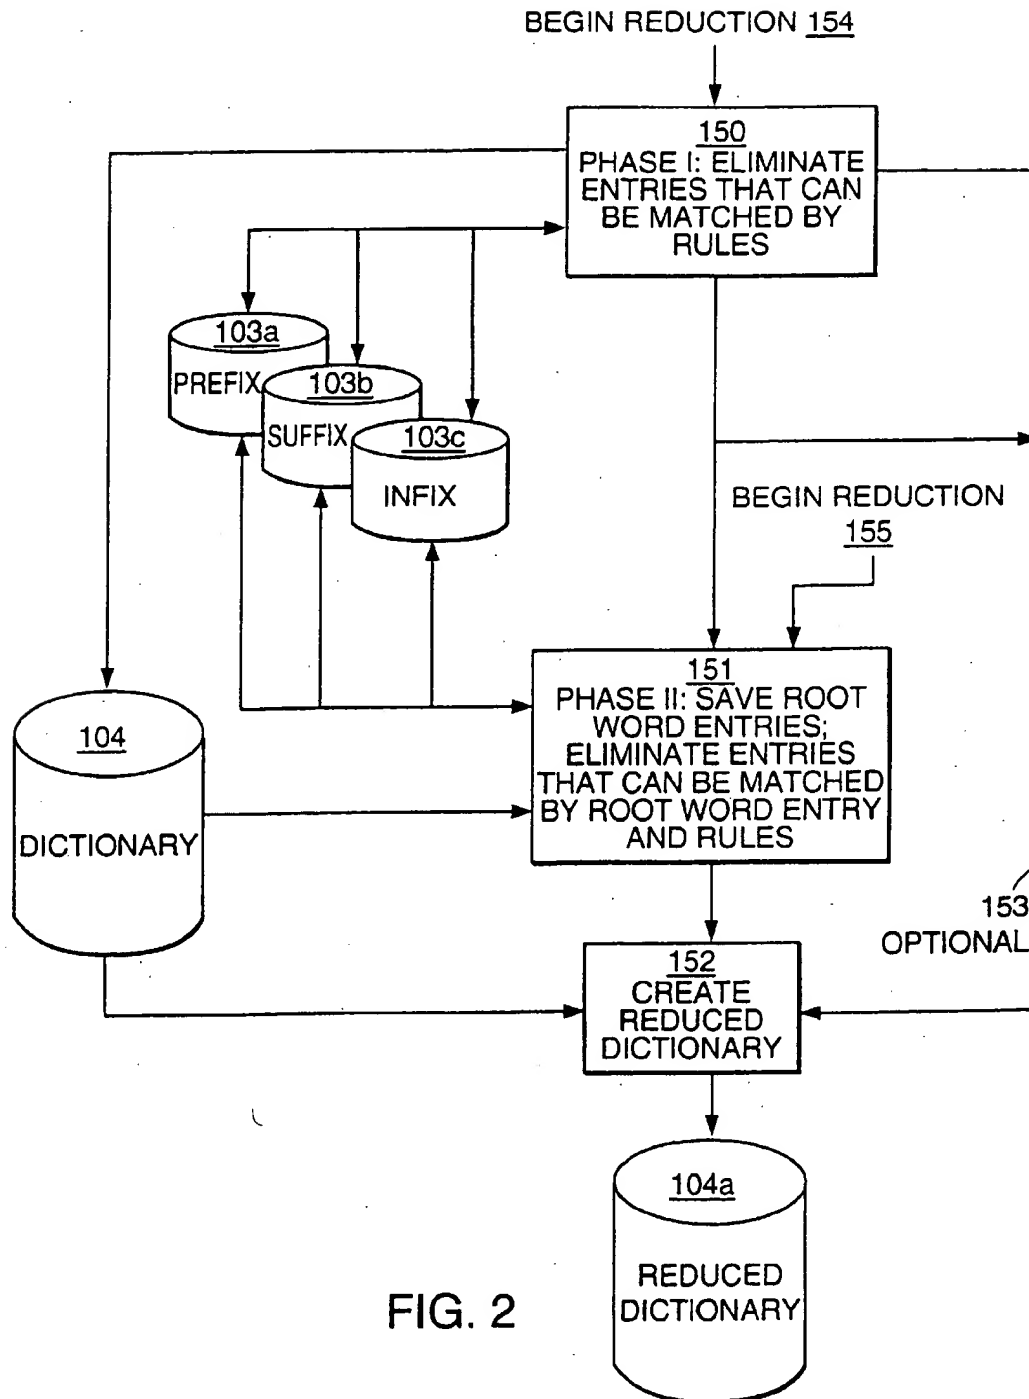 BEGIN REDUCTION 154
150
PHASE I: ELIMINATE
ENTRIES THAT CAN
BE MATCHED BY
RULES
103a
PREFIX
103b
SUFFIX
103c
INFIX
BEGIN REDUCTION
155
151
PHASE II: SAVE ROOT
WORD ENTRIES;
ELIMINATE ENTRIES
THAT CAN BE MATCHED
BY ROOT WORD ENTRY
AND RULES
104
DICTIONARY
153
OPTIONAL
152
CREATE
REDUCED
DICTIONARY
104a
REDUCED
DICTIONARY
FIG. 2